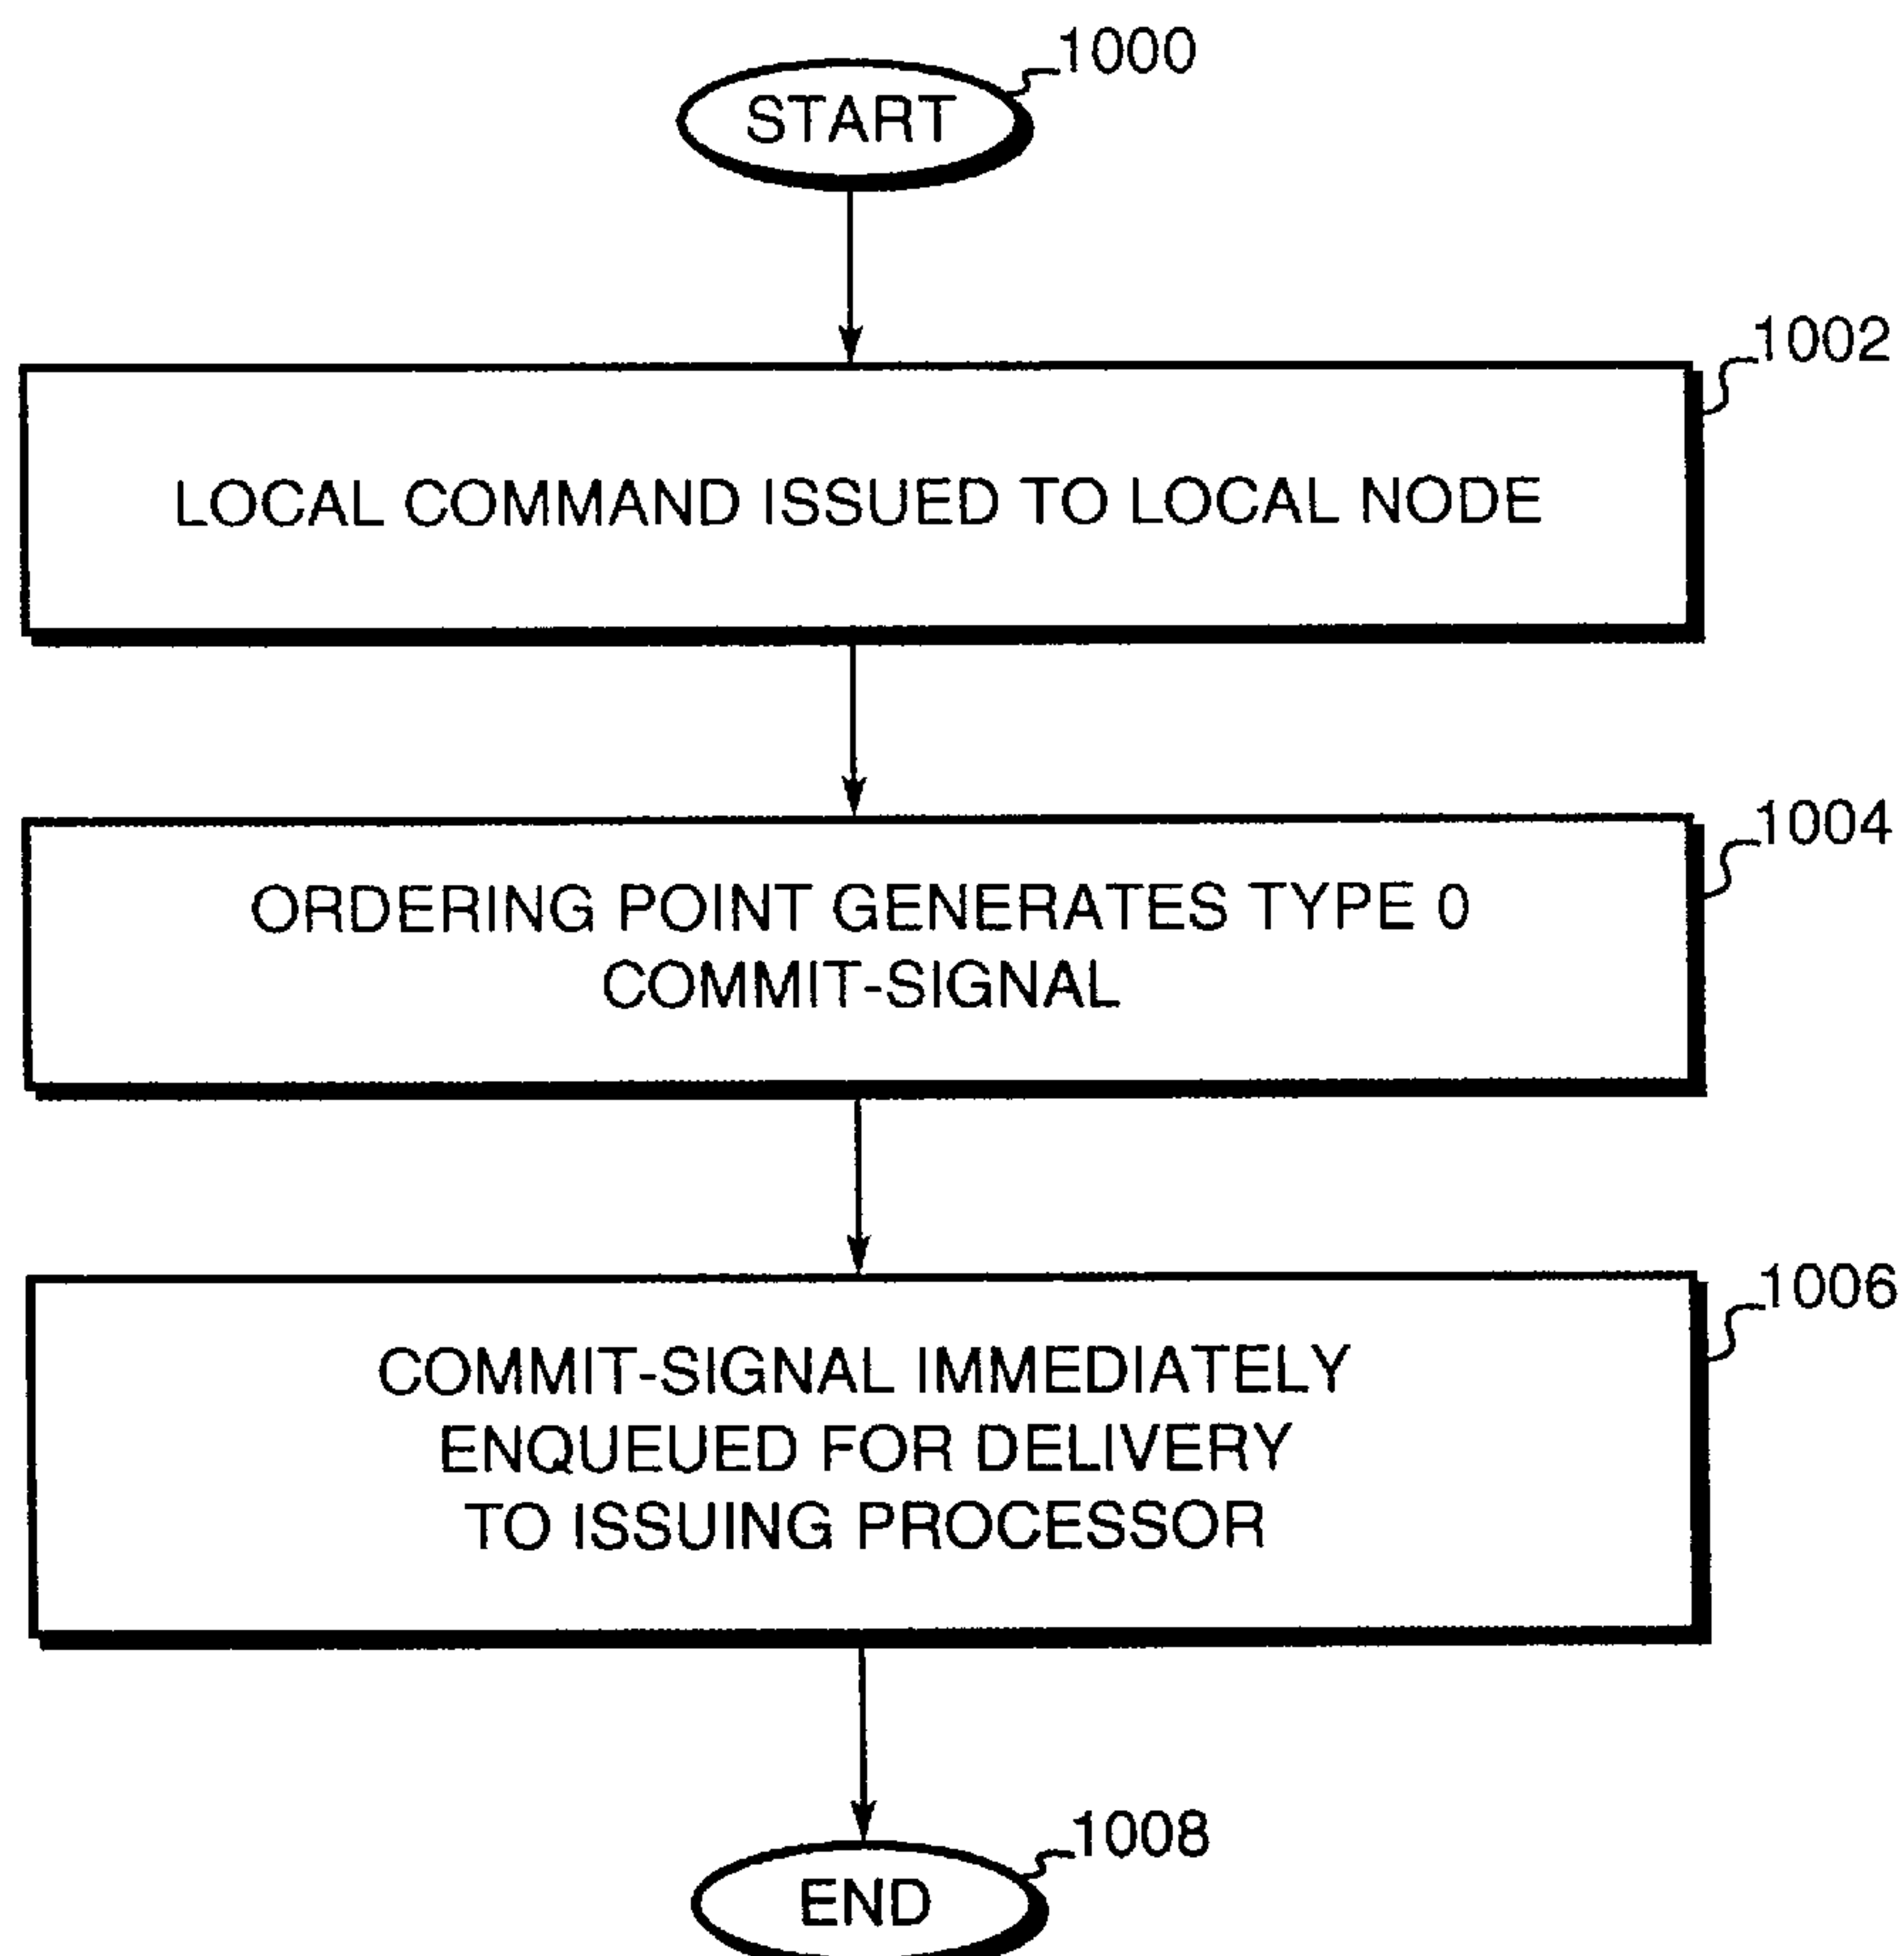 1000
START
1002
LOCAL COMMAND ISSUED TO LOCAL NODE
1004
ORDERING POINT GENERATES TYPE 0
COMMIT-SIGNAL
1006
COMMIT-SIGNAL IMMEDIATELY
ENQUEUED FOR DELIVERY
TO ISSUING PROCESSOR
1008
END